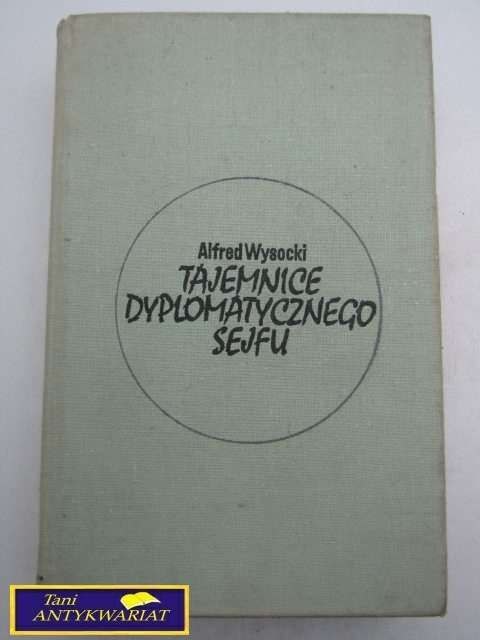 Alfred Wysocki
TAJEMNICE
DYPLOMATYCZNEGO
SEJFU
Tani
ANTYKWARIAT